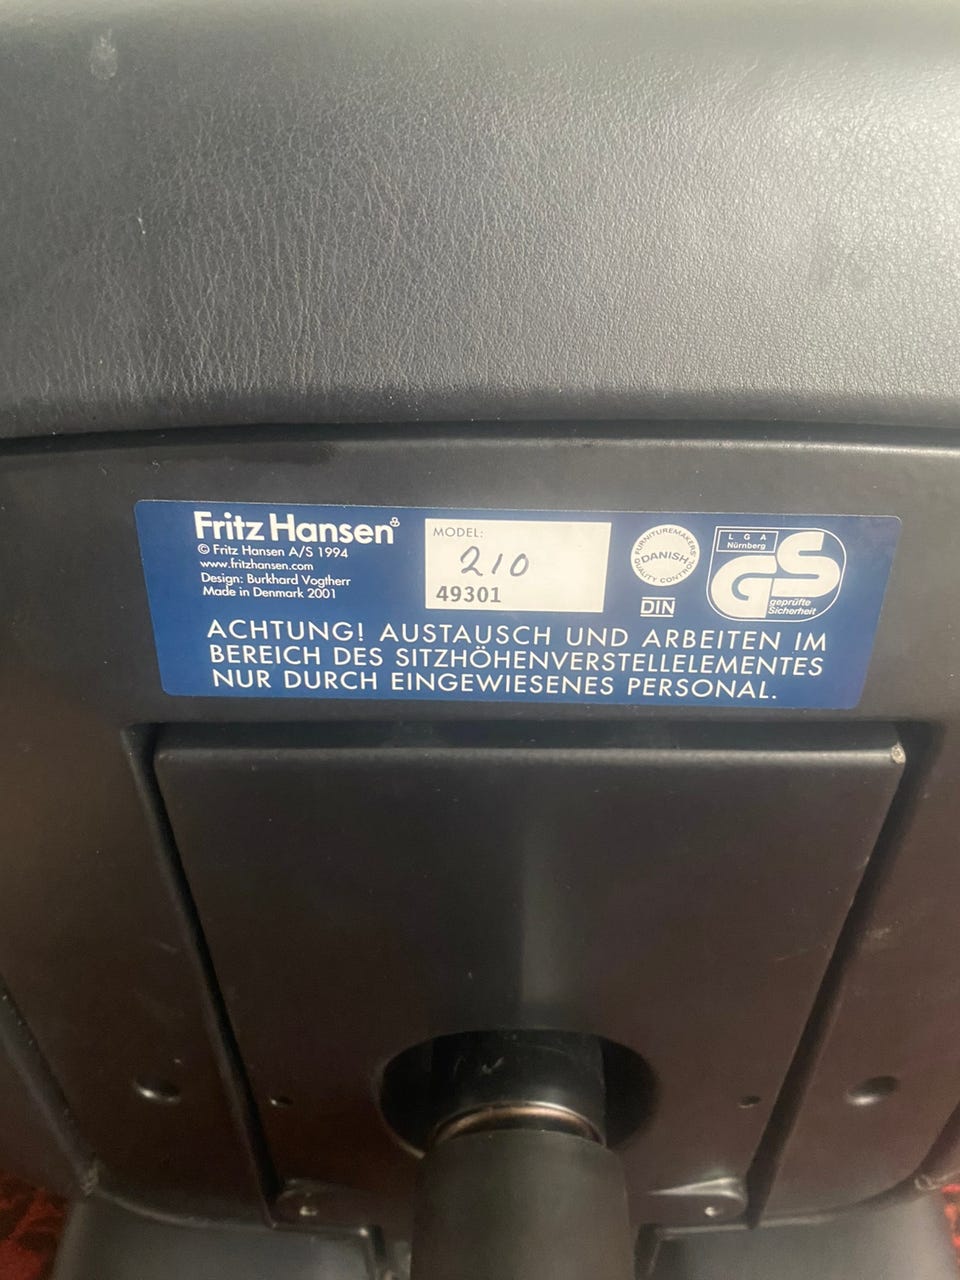 Fritz Hansen®
© Fritz Hansen A/S 1994
www.fritzhansen.com
Design: Burkhard Vogtherr
Made in Denmark 2001
MODEL:
210
49301
FURNITUREMAKERS'
DANISH
QUALITY CONTROL
DIN
LGA
Nürnberg
GS
geprüfte
Sicherheit
ACHTUNG! AUSTAUSCH UND ARBEITEN IM
BEREICH DES SITZHÖHENVERSTELLELEMENTES
NUR DURCH EINGEWIESENES PERSONAL.